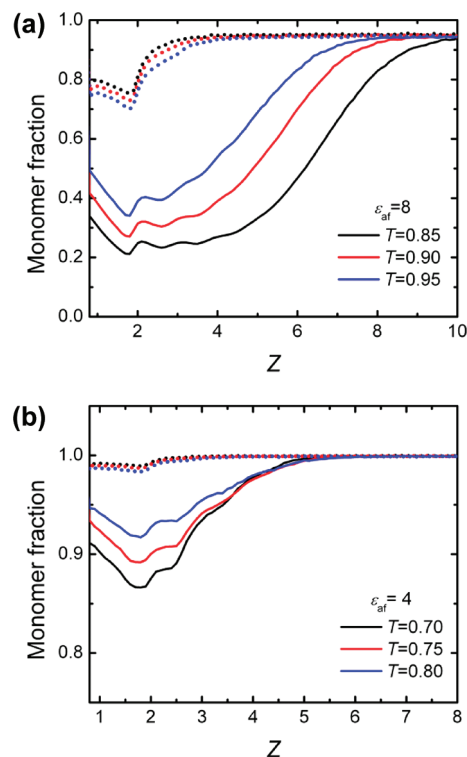 (a)
1.0
0.8
0.6
0.4
0.2
0.0
Monomer fraction
εaf=8
T=0.85
T=0.90
T=0.95
2 4 6 8 10
Z
(b)
1.0
0.9
0.8
Monomer fraction
εaf= 4
T=0.70
T=0.75
T=0.80
1 2 3 4 5 6 7 8
Z